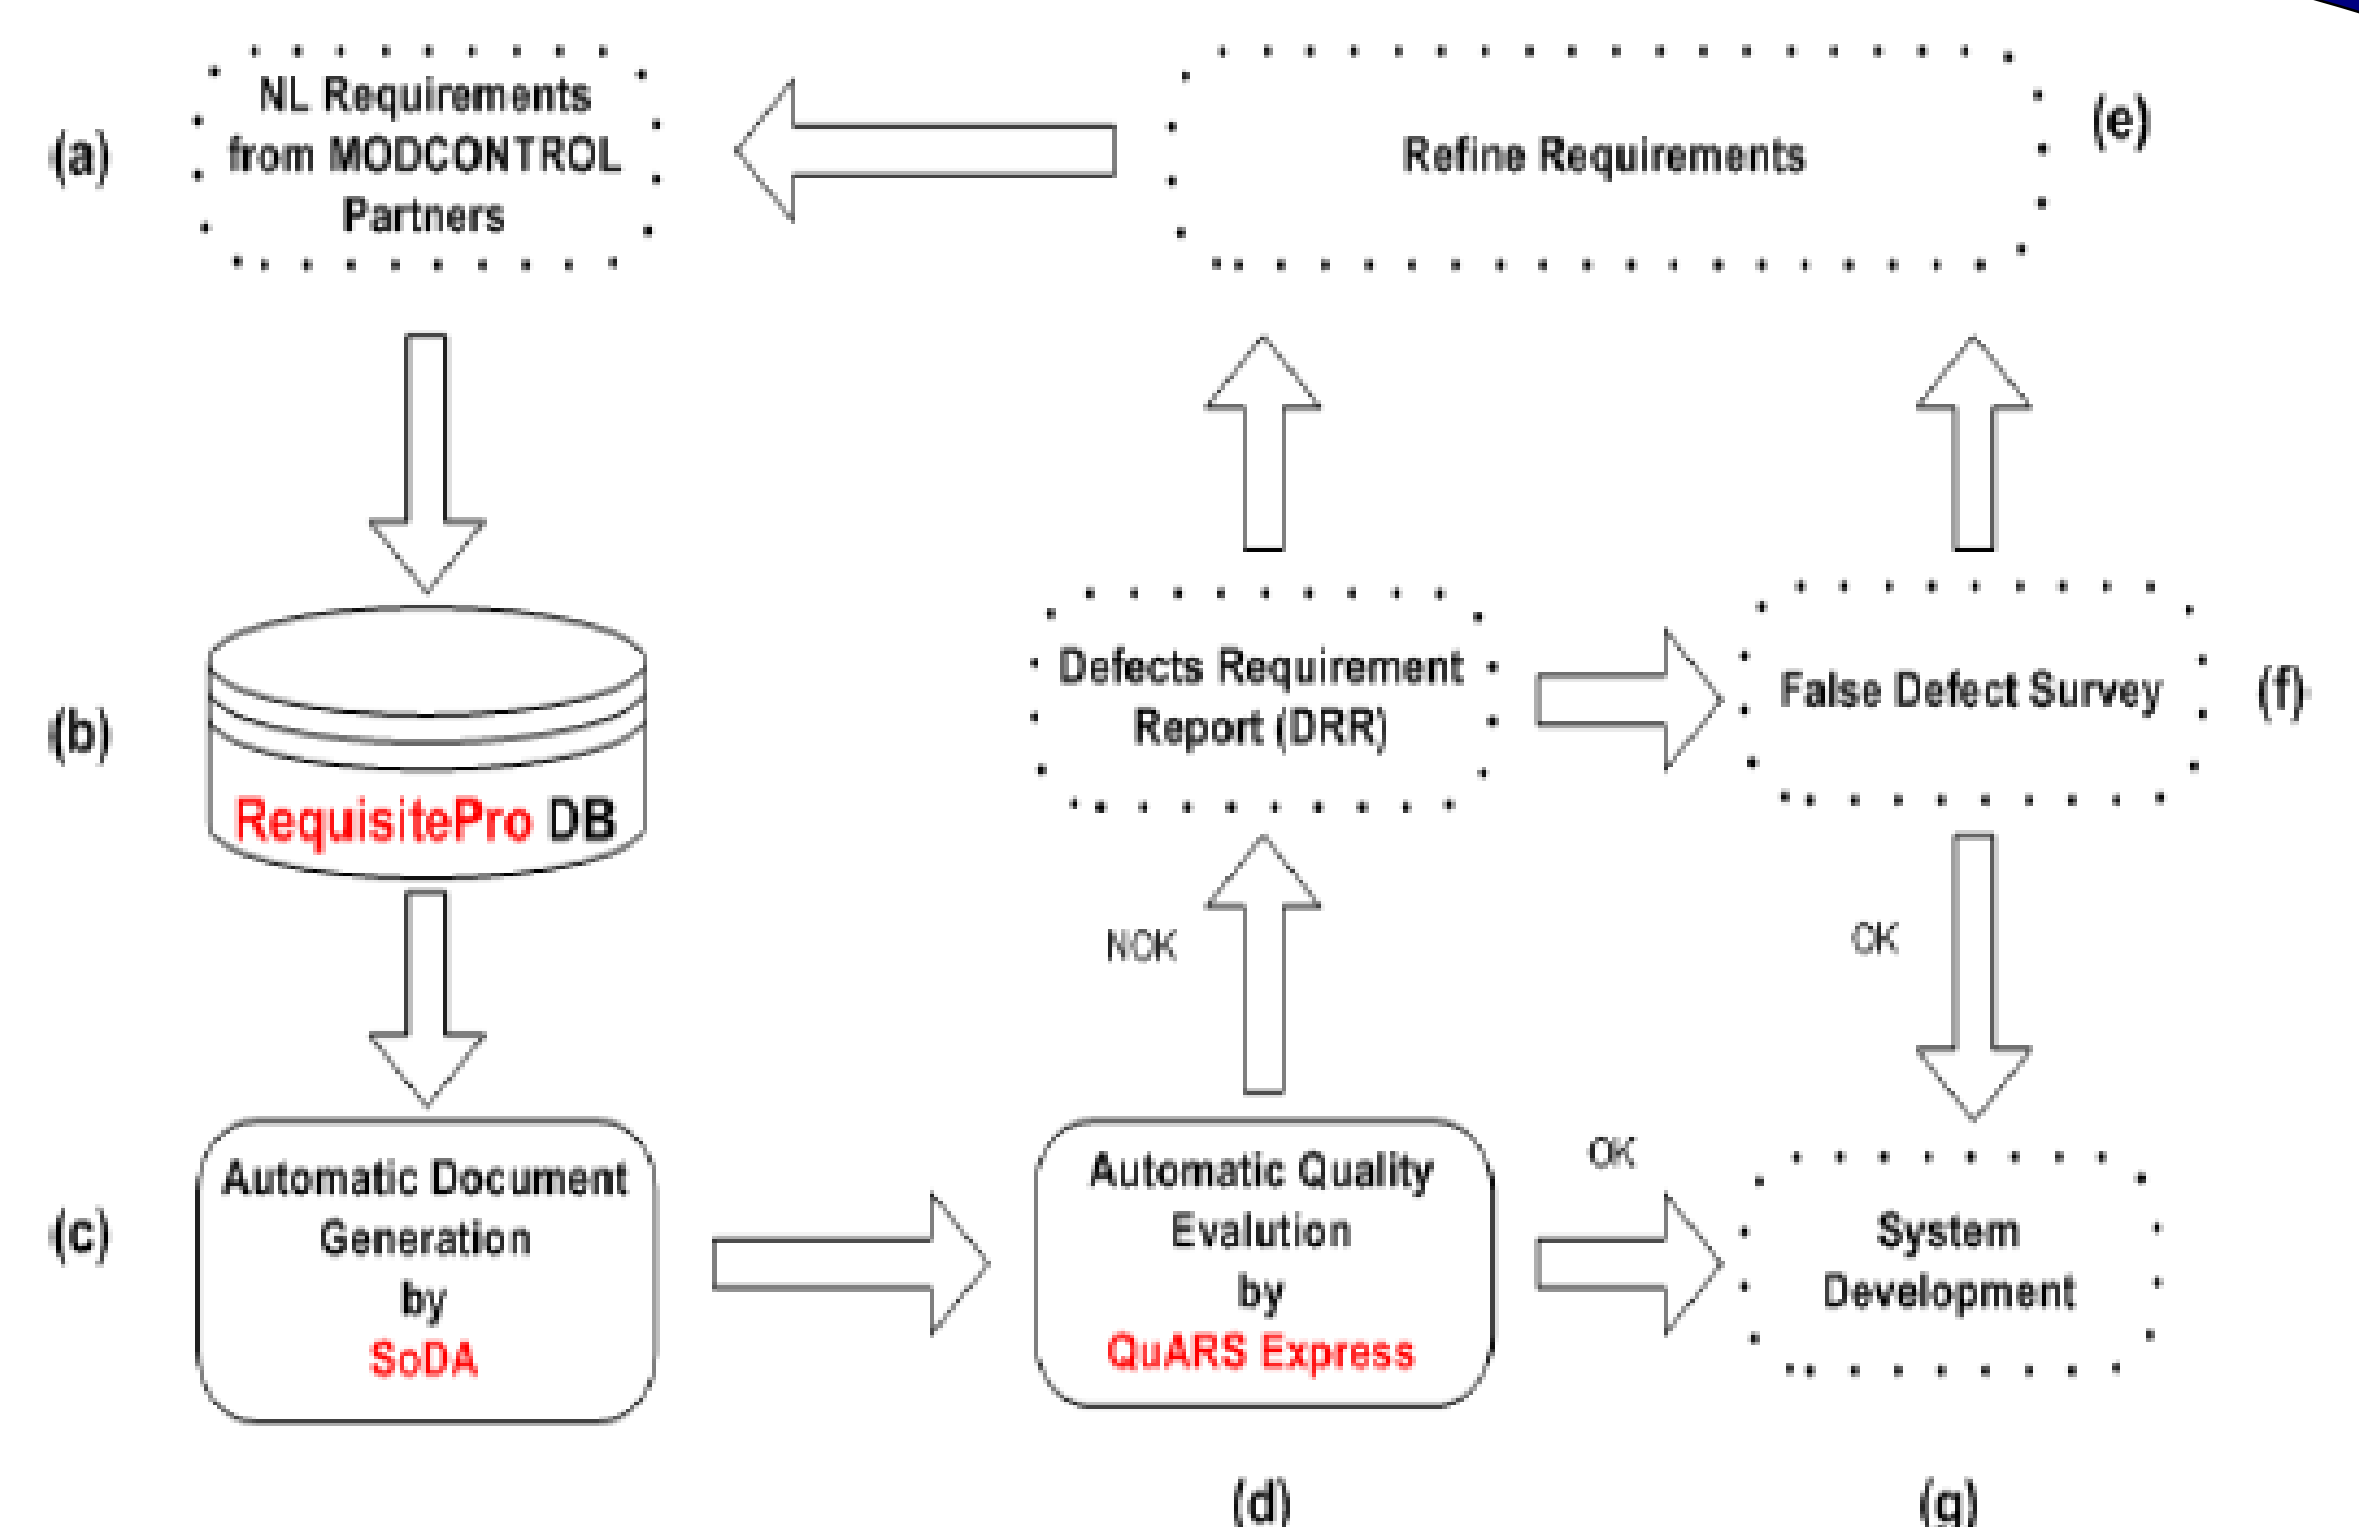 (a)
NL Requirements
from MODCONTROL
Partners
Refine Requirements
(e)
(b)
RequisitePro DB
Defects Requirement
Report (DRR)
False Defect Survey
(f)
NOK
OK
(c)
Automatic Document
Generation
by
SoDA
Automatic Quality
Evalution
by
QuARS Express
OK
System
Development
(d)
(g)